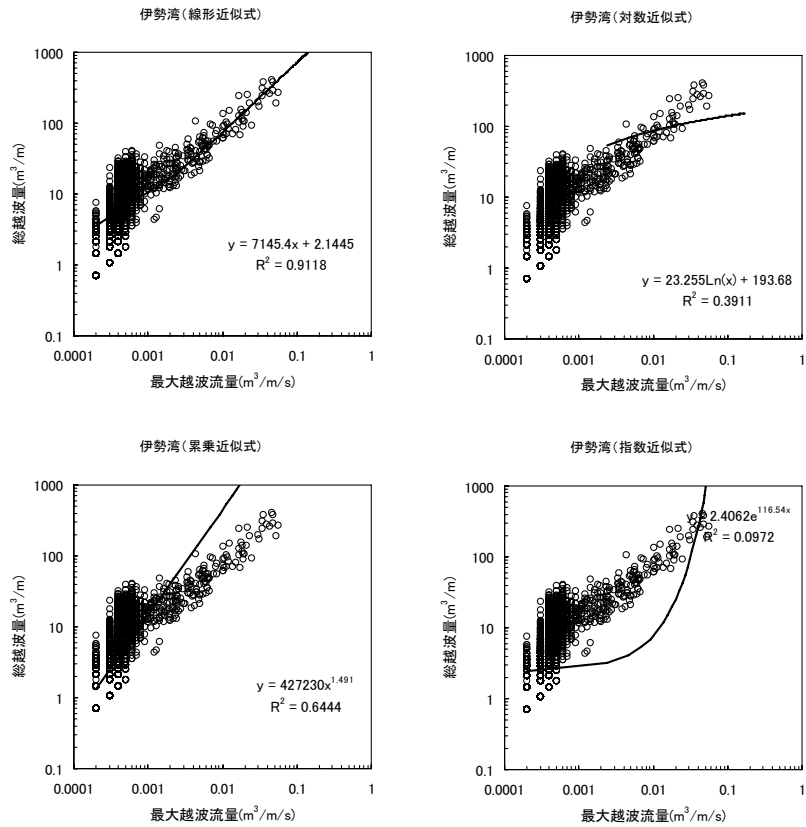 伊勢湾(線形近似式)
1000
100
10
1
0.1
総越波量(m³/m)
y = 7145.4x + 2.1445
R² = 0.9118
0.0001 0.001 0.01 0.1 1
最大越波流量(m³/m/s)
伊勢湾(対数近似式)
1000
100
10
1
0.1
総越波量(m³/m)
y = 23.255Ln(x) + 193.68
R² = 0.3911
0.0001 0.001 0.01 0.1 1
最大越波流量(m³/m/s)
伊勢湾(累乗近似式)
1000
100
10
1
0.1
総越波量(m³/m)
y = 427230x^1.491
R² = 0.6444
0.0001 0.001 0.01 0.1 1
最大越波流量(m³/m/s)
伊勢湾(指数近似式)
1000
100
10
1
0.1
総越波量(m³/m)
y = 2.4062e^116.54x
R² = 0.0972
0.0001 0.001 0.01 0.1 1
最大越波流量(m³/m/s)